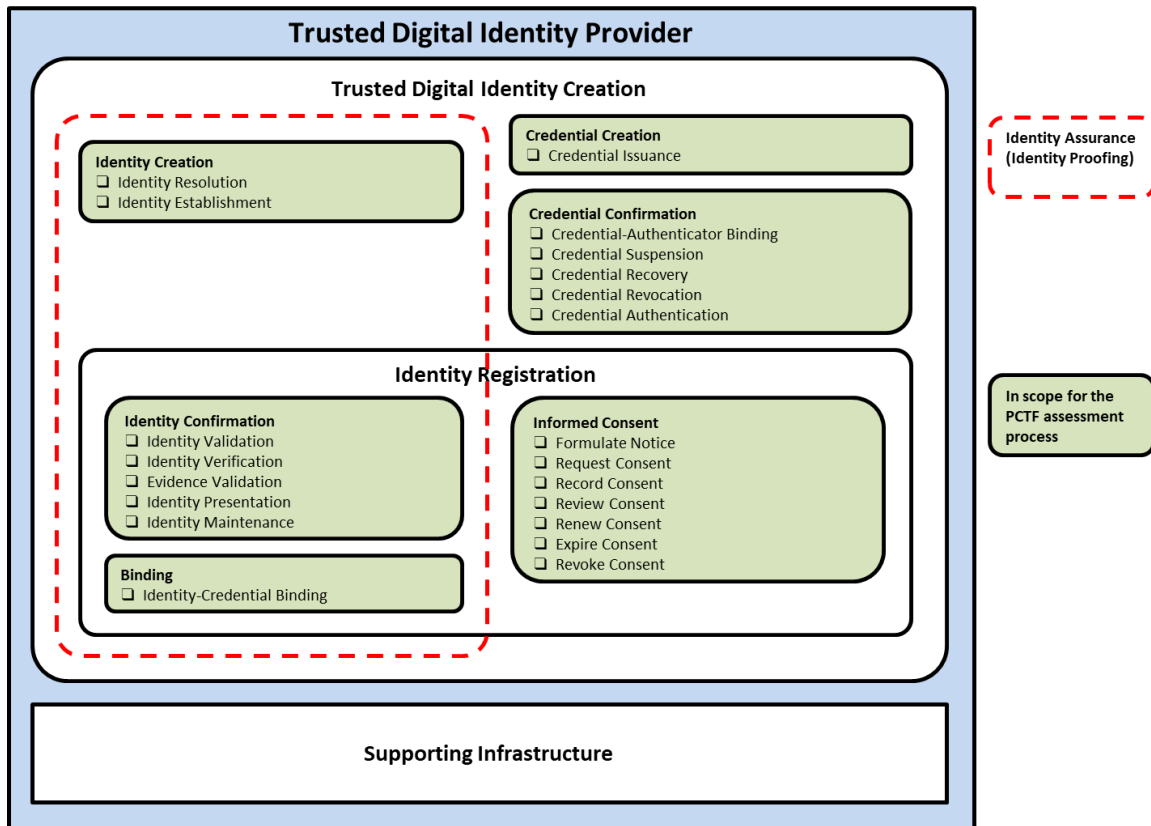 Trusted Digital Identity Provider
Trusted Digital Identity Creation
Identity Creation
❑ Identity Resolution
❑ Identity Establishment
Credential Creation
❑ Credential Issuance
Credential Confirmation
❑ Credential-Authenticator Binding
❑ Credential Suspension
❑ Credential Recovery
❑ Credential Revocation
❑ Credential Authentication
Identity Registration
Identity Confirmation
❑ Identity Validation
❑ Identity Verification
❑ Evidence Validation
❑ Identity Presentation
❑ Identity Maintenance
Binding
❑ Identity-Credential Binding
Informed Consent
❑ Formulate Notice
❑ Request Consent
❑ Record Consent
❑ Review Consent
❑ Renew Consent
❑ Expire Consent
❑ Revoke Consent
Supporting Infrastructure
Identity Assurance
(Identity Proofing)
In scope for the
PCTF assessment
process